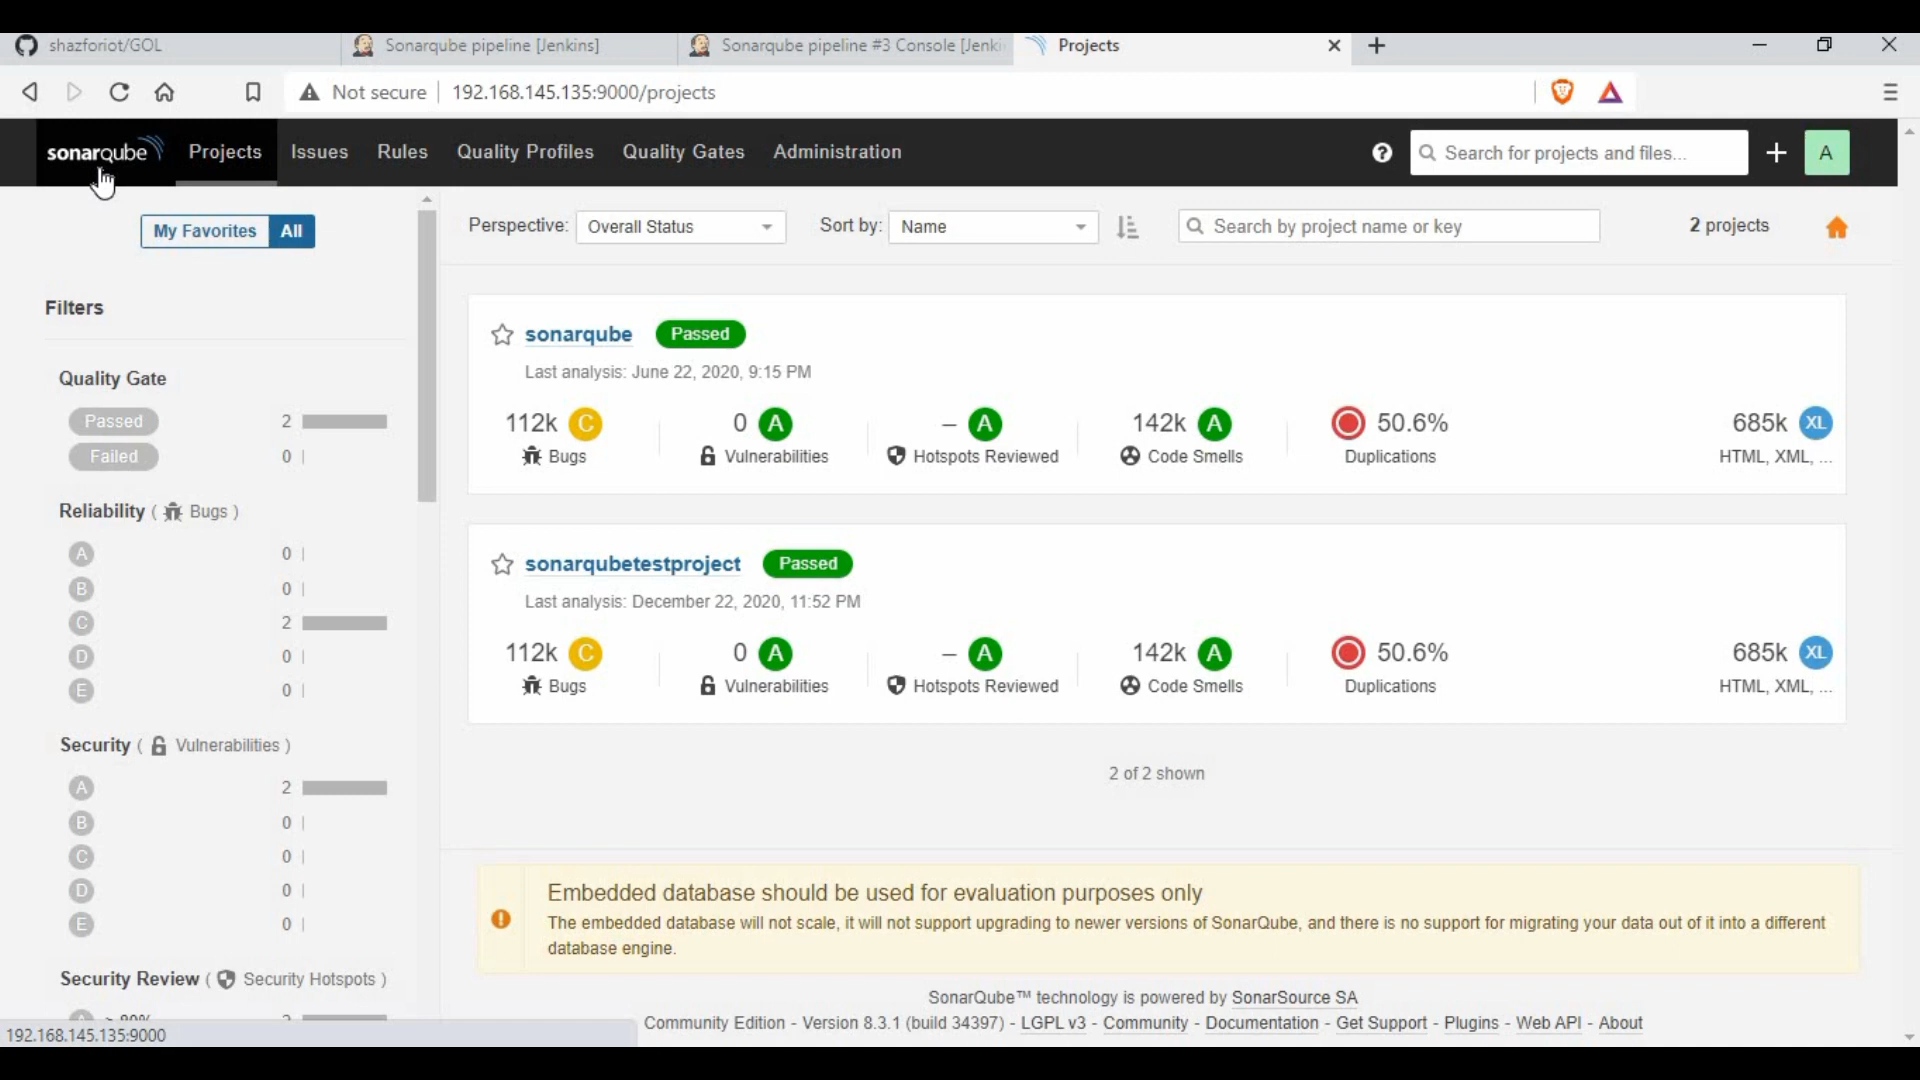 shazforiot/GOL
Sonarqube pipeline [Jenkins]
Sonarqube pipeline #3 Console [Jenki
Projects
Not secure
192.168.145.135:9000/projects
sonarqube
Projects
Issues
Rules
Quality Profiles
Quality Gates
Administration
Search for projects and files...
A
My Favorites
All
Perspective:
Overall Status
Sort by:
Name
Search by project name or key
2 projects
Filters
Quality Gate
Passed
2
Failed
0
Reliability ( Bugs )
A
0
B
0
C
2
D
0
E
0
Security ( Vulnerabilities )
A
2
B
0
C
0
D
0
E
0
Security Review ( Security Hotspots )
sonarqube
Passed
Last analysis: June 22, 2020, 9:15 PM
112k C
0 A
– A
142k A
50.6%
685k XL
Bugs
Vulnerabilities
Hotspots Reviewed
Code Smells
Duplications
HTML, XML, ...
sonarqubetestproject
Passed
Last analysis: December 22, 2020, 11:52 PM
112k C
0 A
– A
142k A
50.6%
685k XL
Bugs
Vulnerabilities
Hotspots Reviewed
Code Smells
Duplications
HTML, XML, ...
2 of 2 shown
Embedded database should be used for evaluation purposes only
The embedded database will not scale, it will not support upgrading to newer versions of SonarQube, and there is no support for migrating your data out of it into a different
database engine.
SonarQube™ technology is powered by SonarSource SA
Community Edition - Version 8.3.1 (build 34397) - LGPL v3 - Community - Documentation - Get Support - Plugins - Web API - About
192.168.145.135:9000